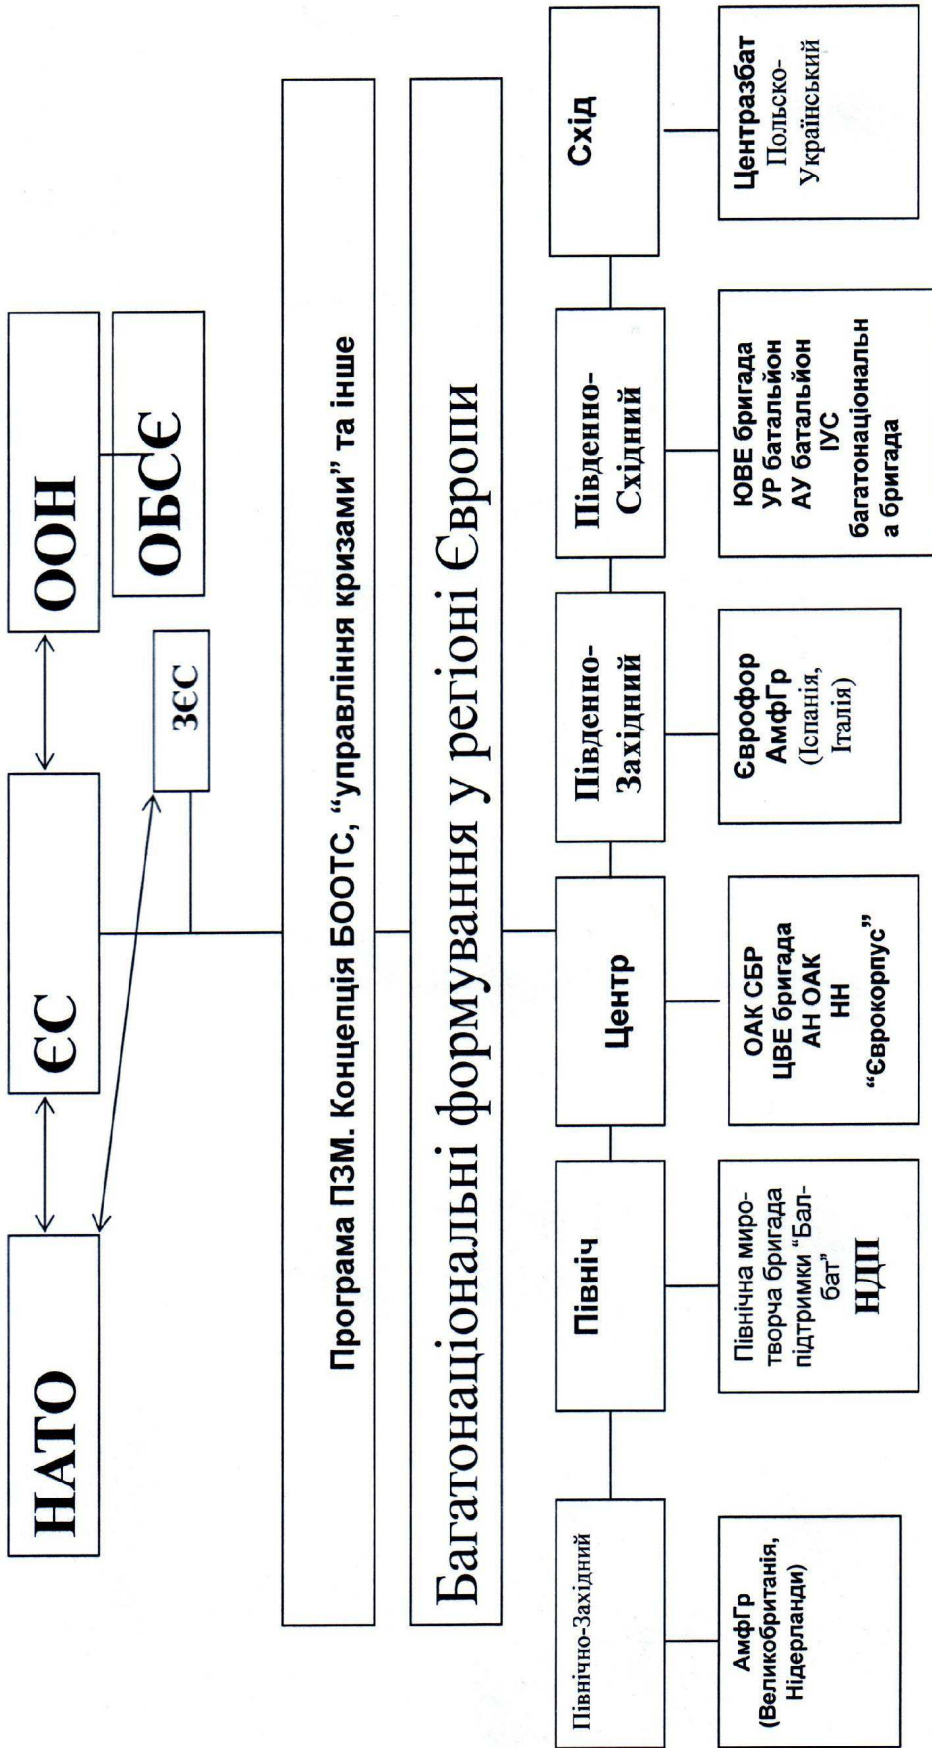 НАТО
ЄС
ООН
ОБСЄ
ЗЄС
Програма ПЗМ. Концепція БООТС, “управління кризами” та інше
Багатонаціональні формування у регіоні Європи
Північно-Західний
Північ
Центр
Південно-
Західний
Південно-
Східний
Схід
АмфГр
(Великобританія,
Нідерланди)
Північна миро-
творча бригада
підтримки “Бал-
бат”
НДП
ОАК СБР
ЦВЕ бригада
АН ОАК
НН
“Єврокорпус”
Єврофор
АмфГр
(Іспанія,
Італія)
ЮВЕ бригада
УР батальйон
АУ батальйон
ІУС
багатонаціональн
а бригада
Центразбат
Польско-
Український